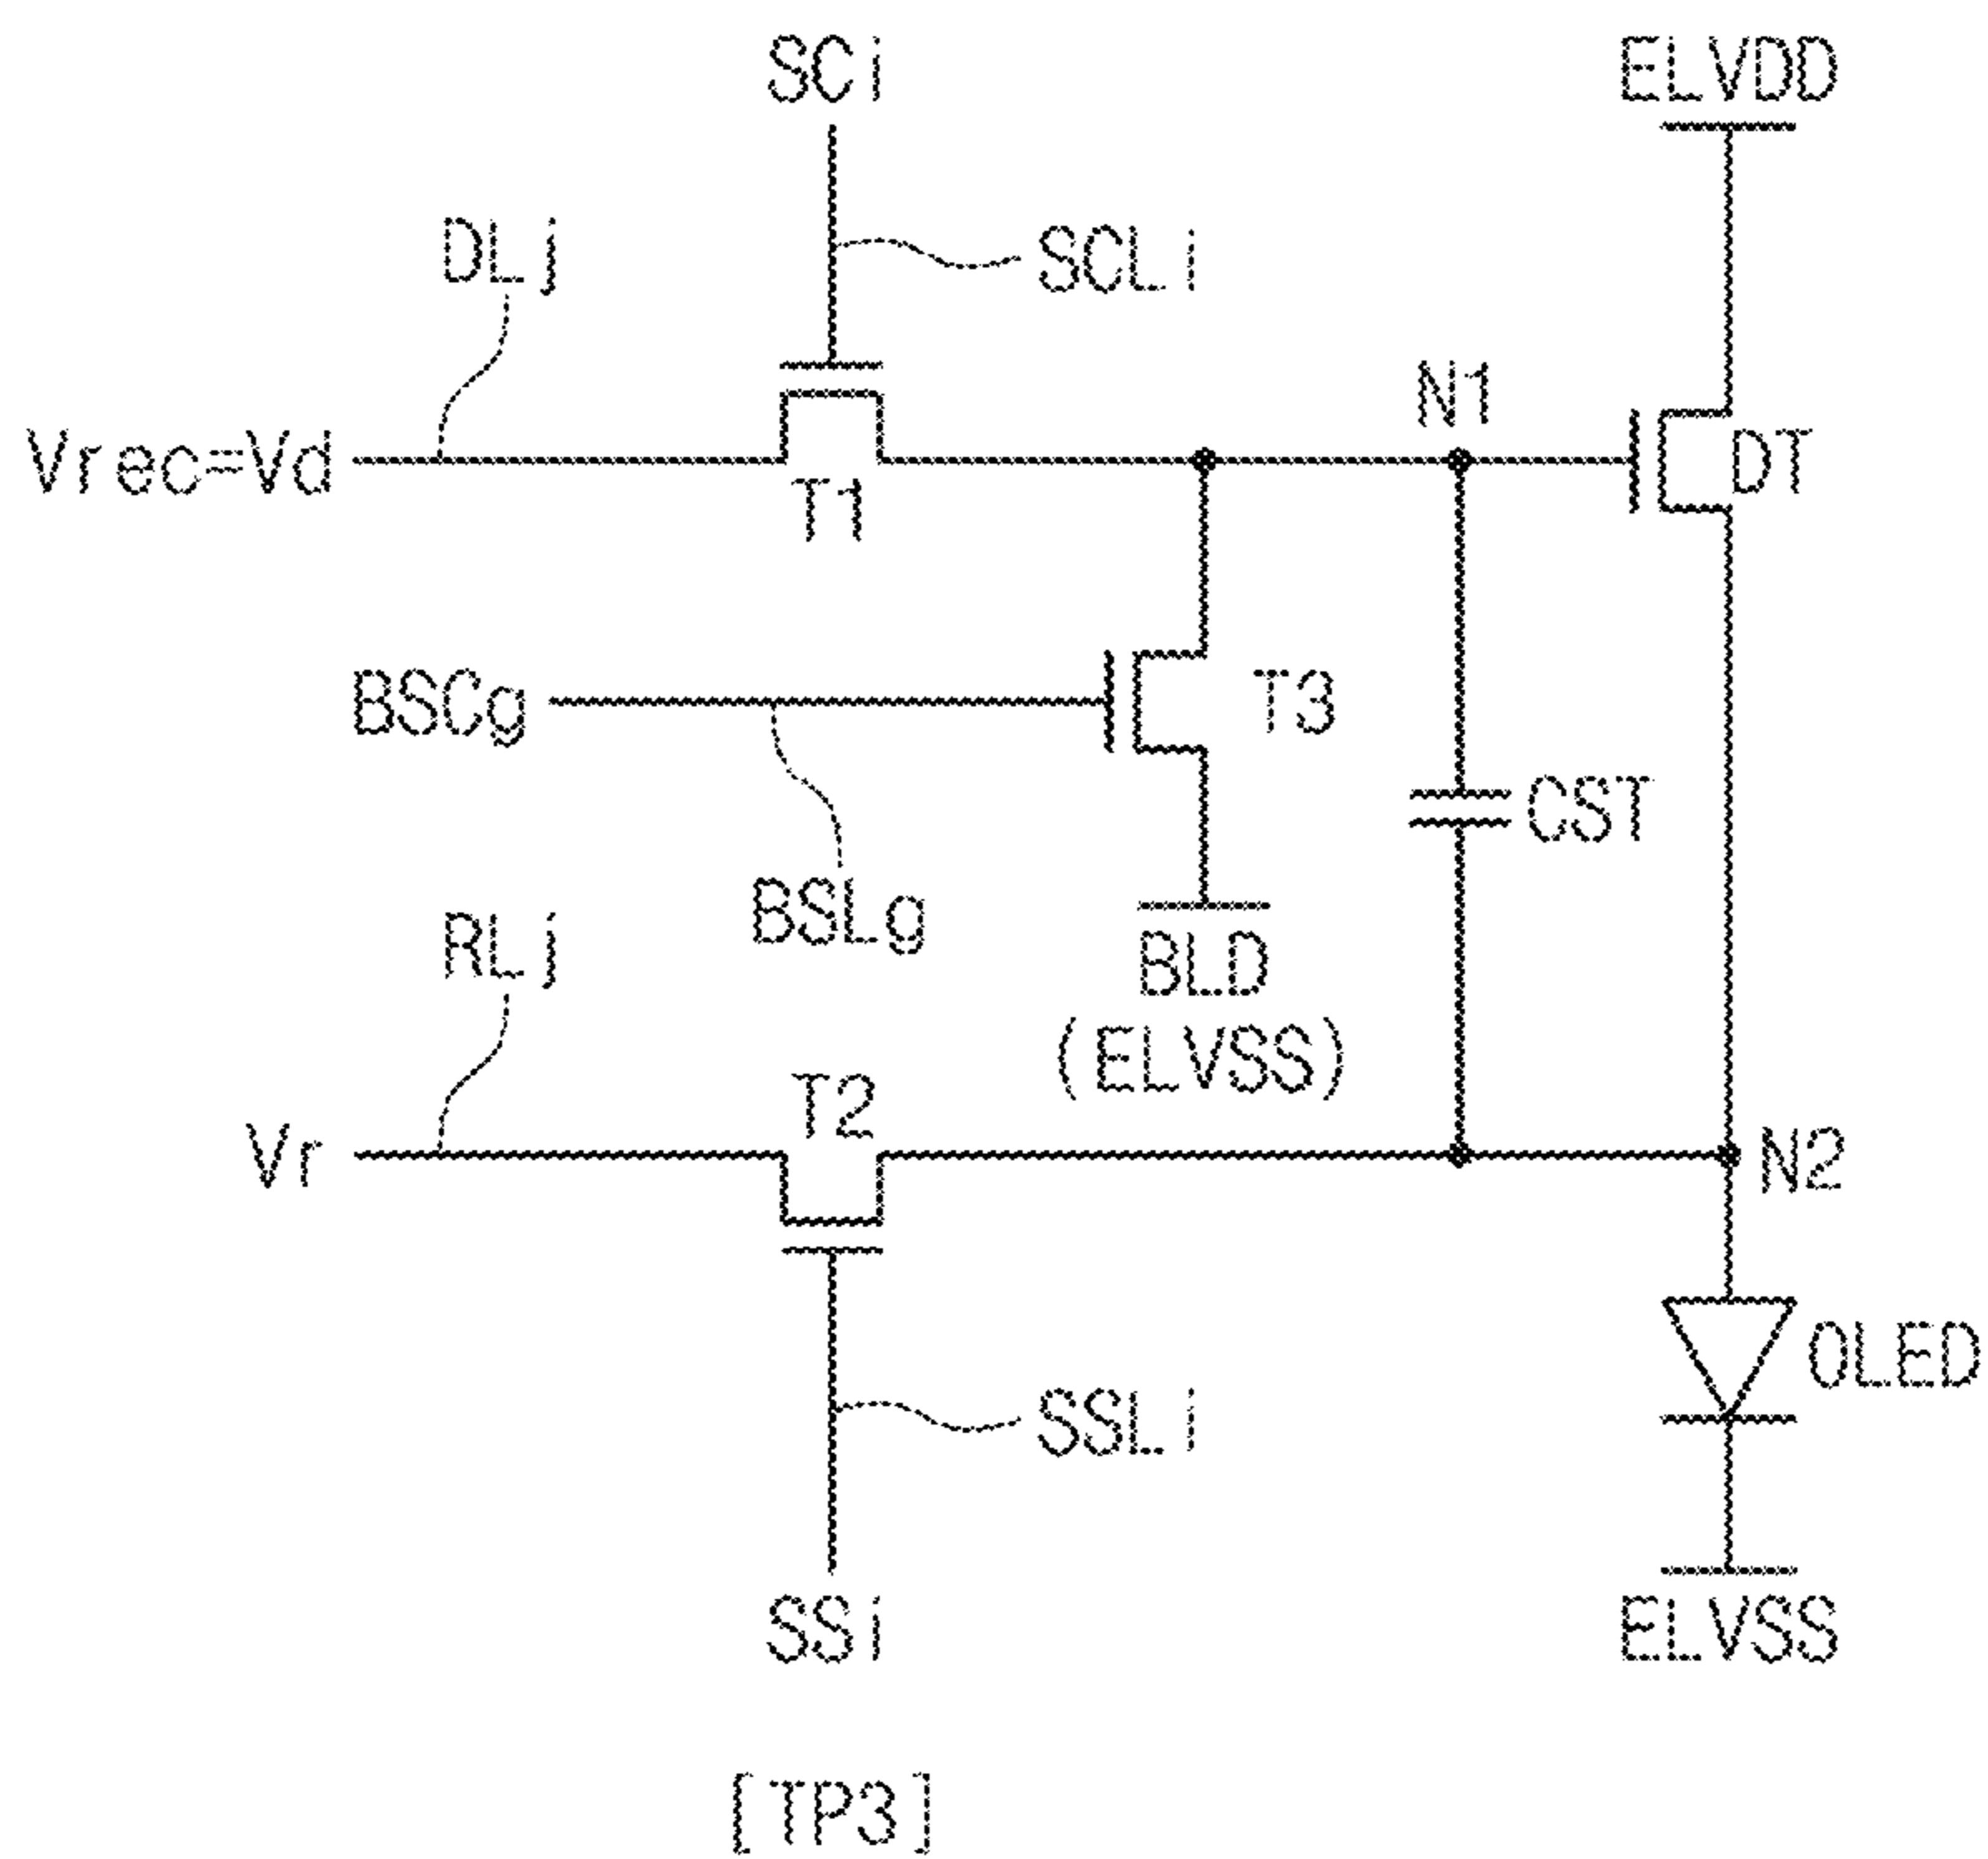 SCi
ELVDD
DLj
SCLi
N1
Vrec=Vd
DT
T1
BSCg
T3
CST
BSLg
RLj
BLD
(ELVSS)
T2
Vr
N2
OLED
SSLi
SSi
ELVSS
[TP3]